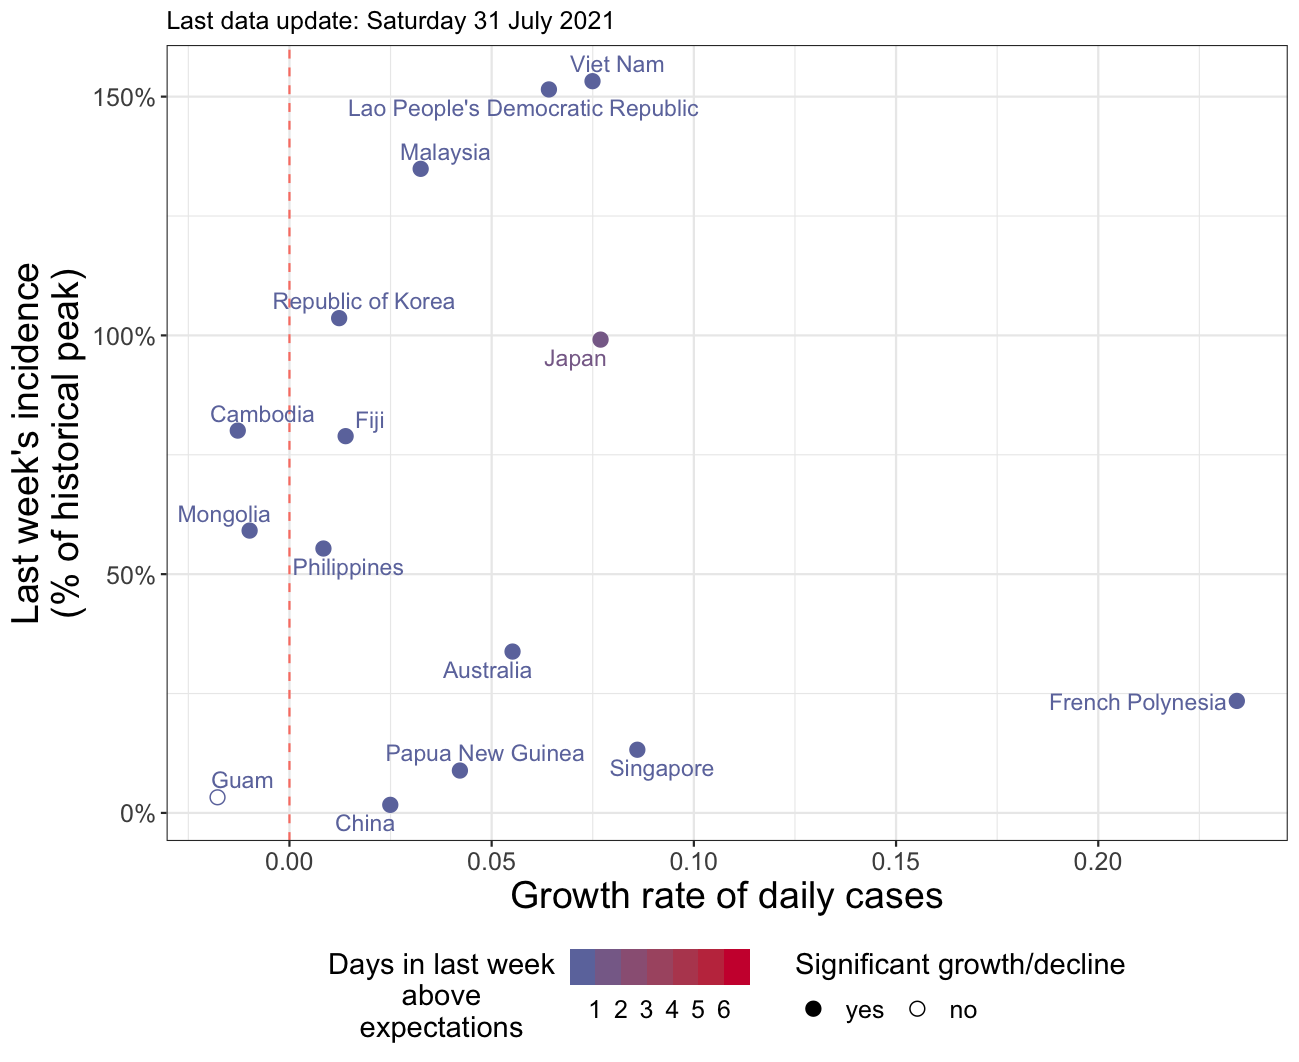 Last data update: Saturday 31 July 2021
Viet Nam
150%
Lao People's Democratic Republic
Malaysia
Republic of Korea
100%
Japan
Cambodia
Fiji
Mongolia
Philippines
50%
Last week's incidence
(% of historical peak)
Australia
French Polynesia
Papua New Guinea
Singapore
Guam
0%
China
0.00 0.05 0.10 0.15 0.20
Growth rate of daily cases
Days in last week
above
expectations
1 2 3 4 5 6
Significant growth/decline
yes no